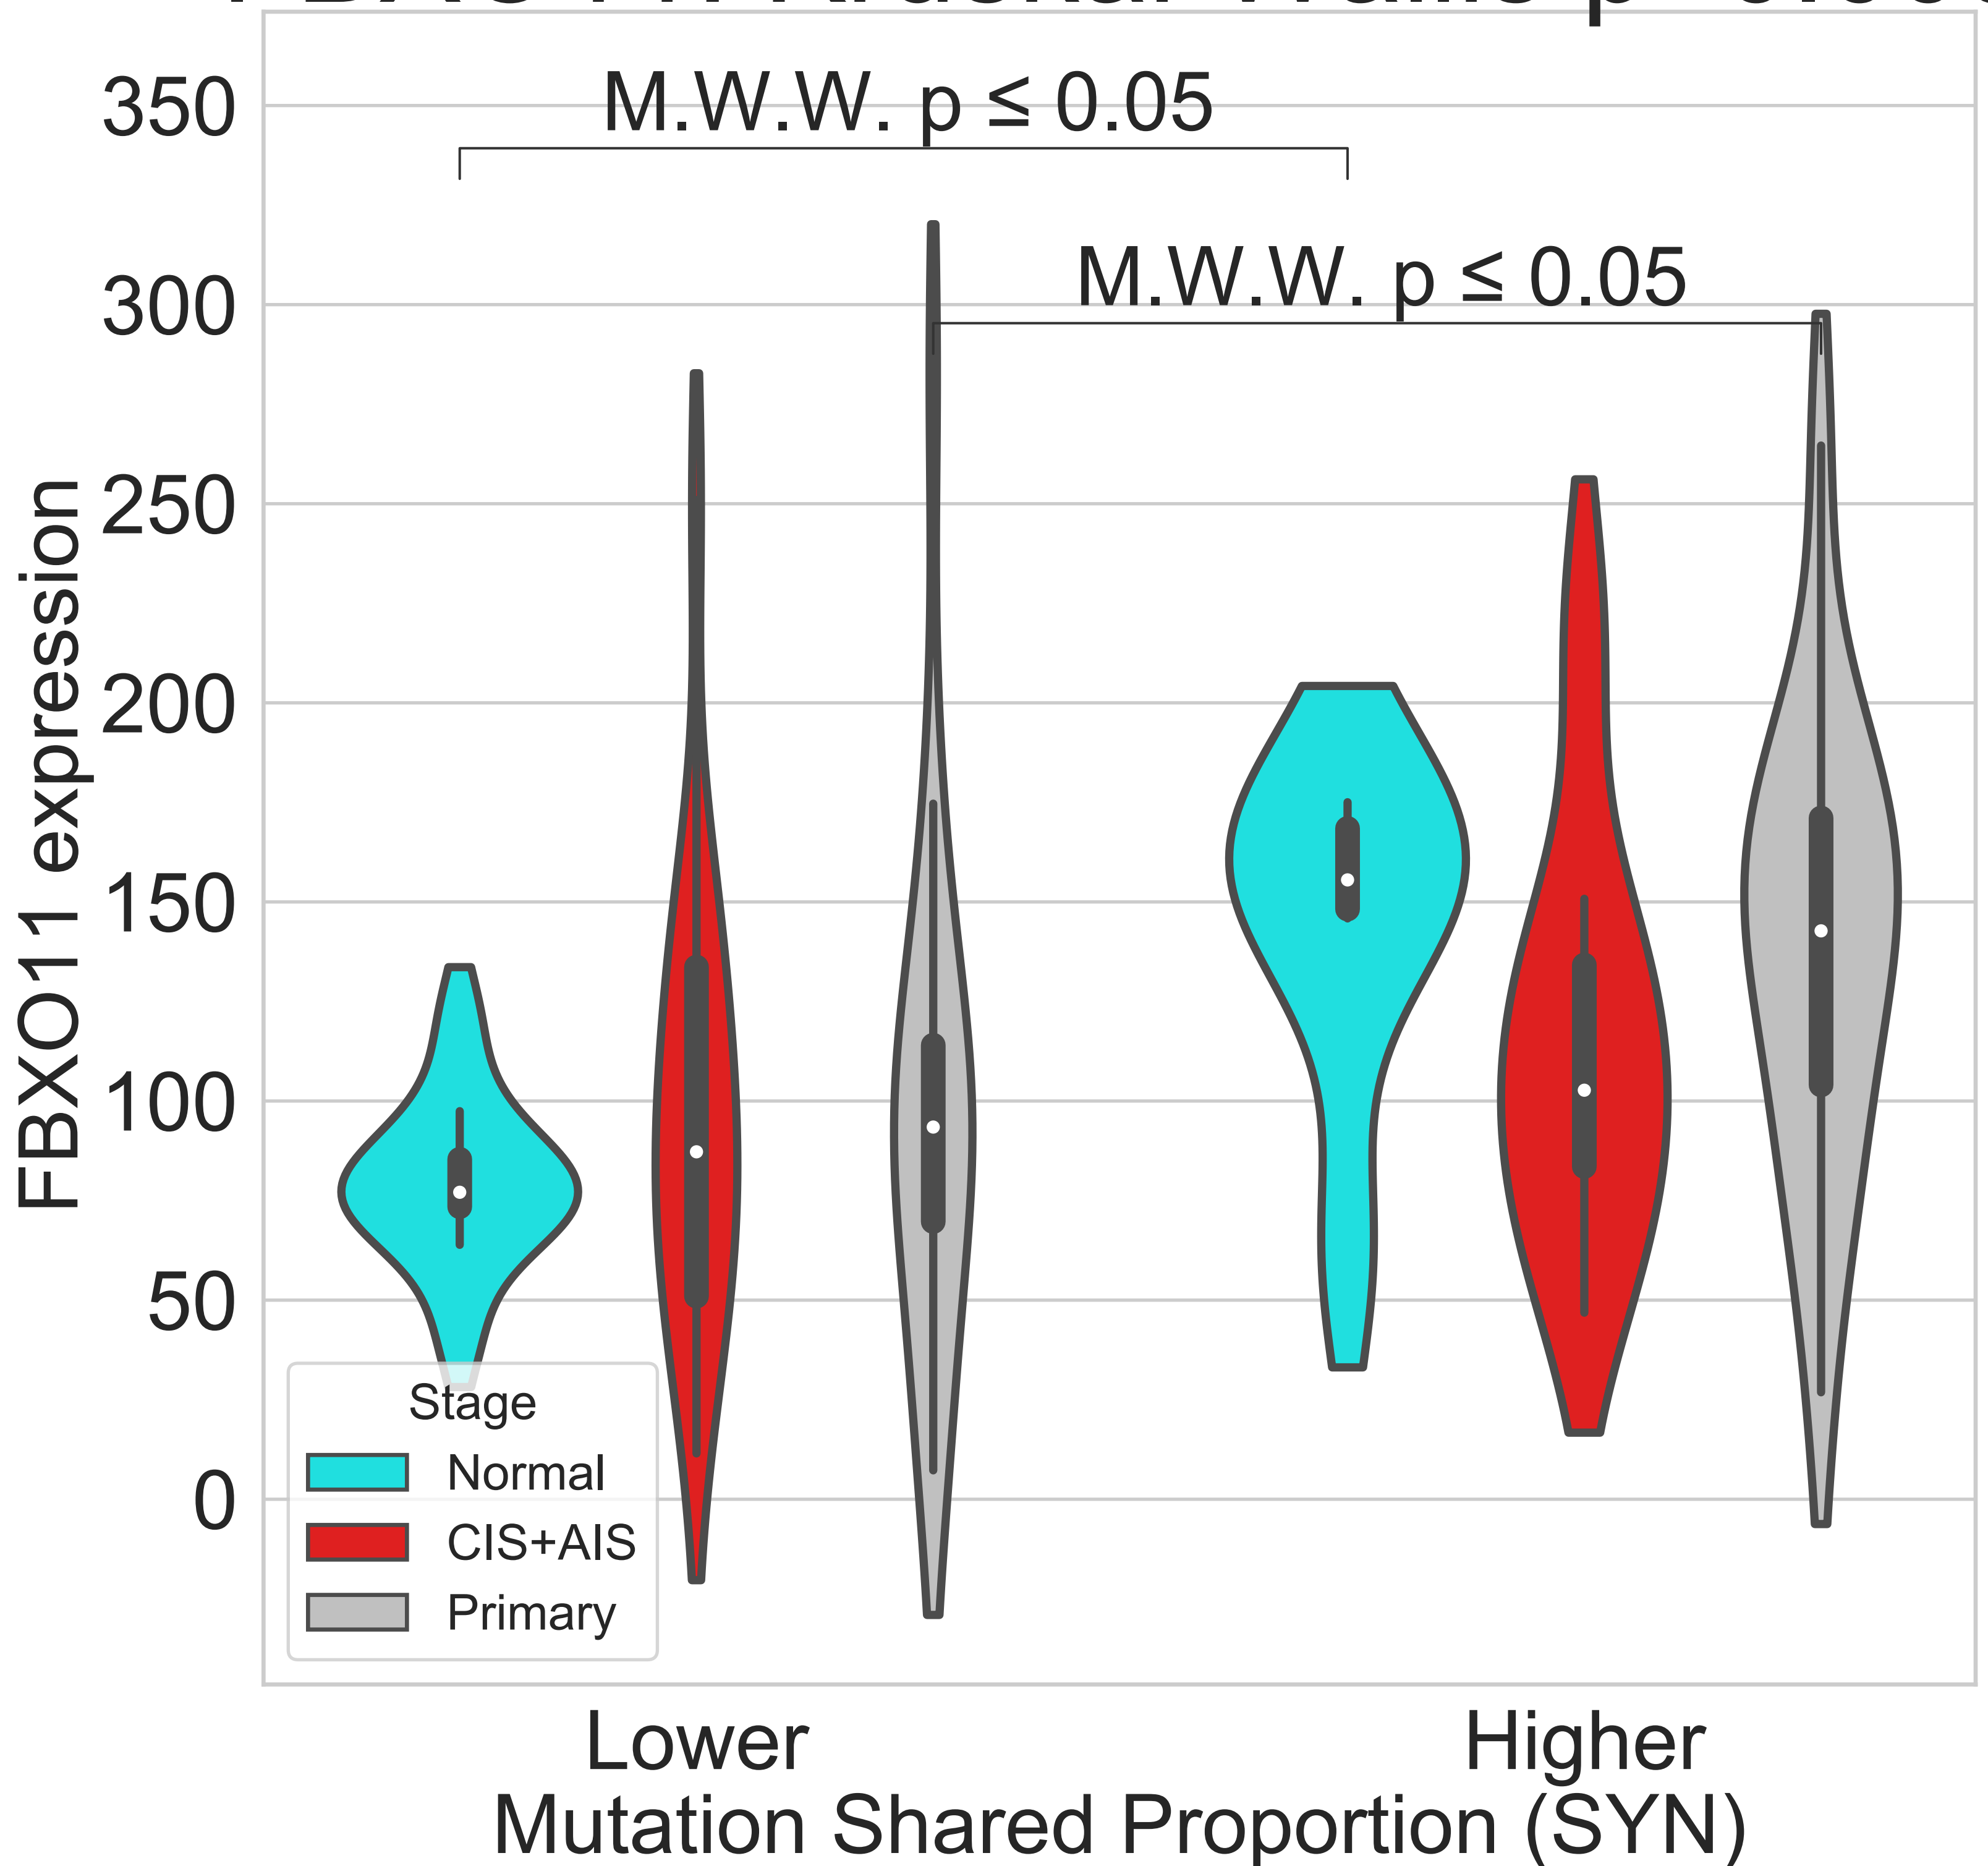 M.W.W. p ≤ 0.05
M.W.W. p ≤ 0.05
350
300
250
200
150
100
50
0
FBXO11 expression
Stage
Normal
CIS+AIS
Primary
Lower
Higher
Mutation Shared Proportion (SYN)